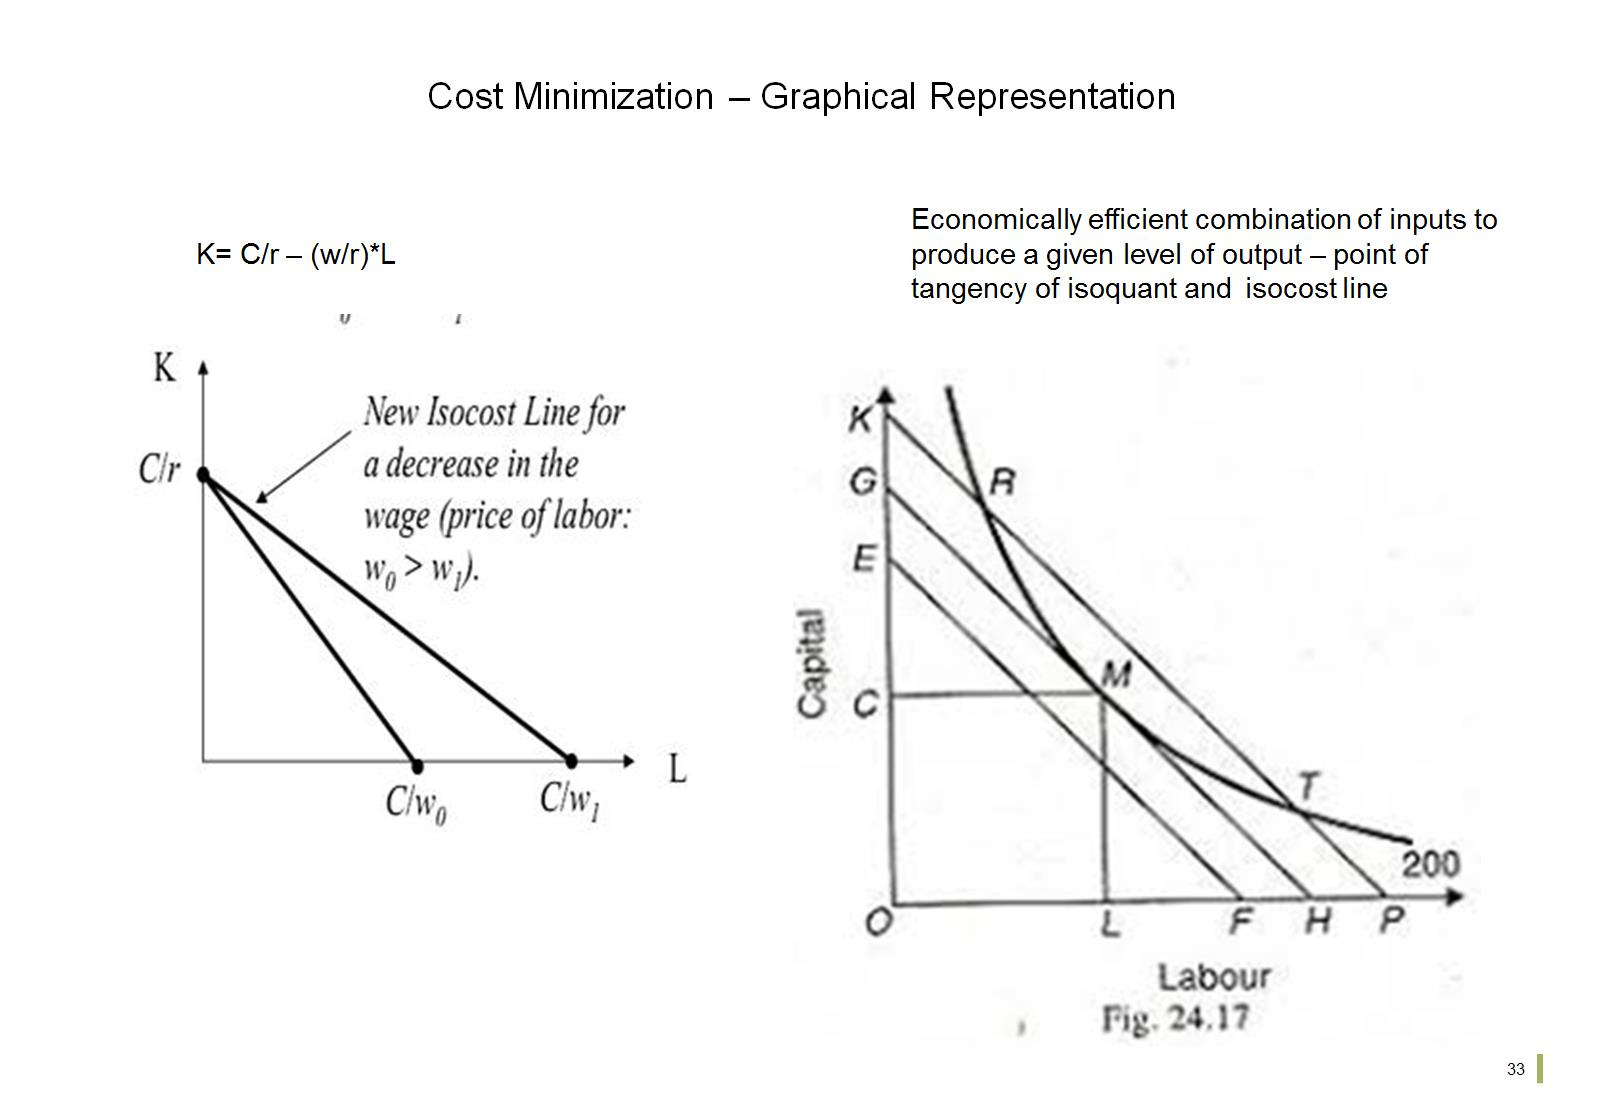 Cost Minimization – Graphical Representation
K= C/r – (w/r)*L
Economically efficient combination of inputs to
produce a given level of output – point of
tangency of isoquant and isocost line
K
C/r
New Isocost Line for
a decrease in the
wage (price of labor:
w0 > w1).
L
C/w0
C/w1
K
G
R
E
Capital
M
C
T
200
O
L
F
H
P
Labour
Fig. 24.17
33